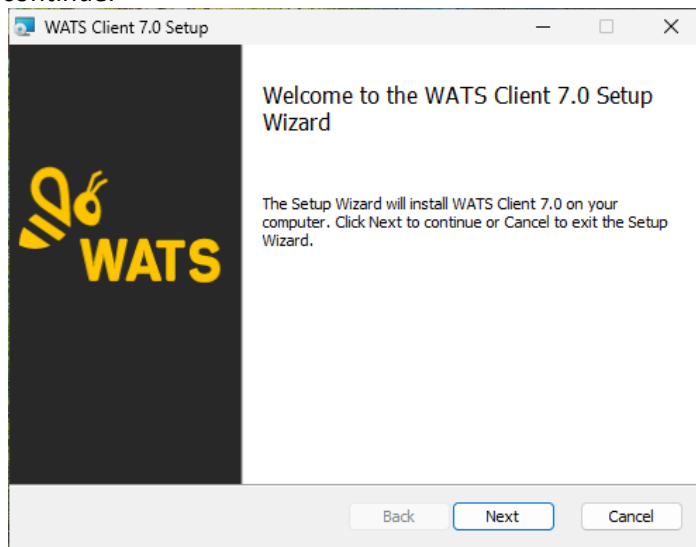 continue.
WATS Client 7.0 Setup
Welcome to the WATS Client 7.0 Setup
Wizard
The Setup Wizard will install WATS Client 7.0 on your
computer. Click Next to continue or Cancel to exit the Setup
Wizard.
WATS
Back Next Cancel